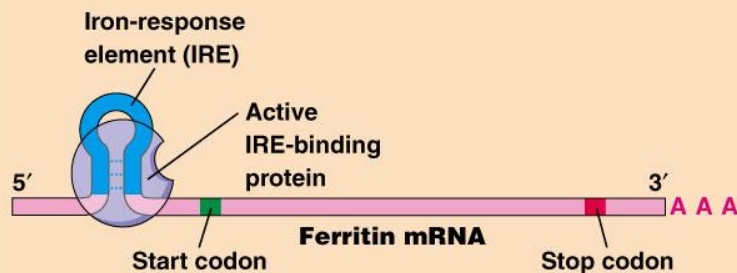 Iron-response
element (IRE)
Active
IRE-binding
protein
5′
3′
A A A
Start codon
Ferritin mRNA
Stop codon